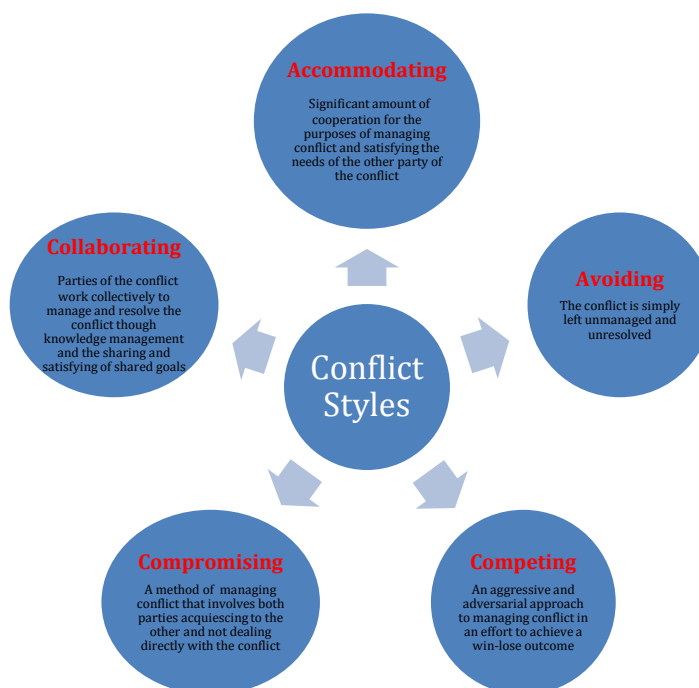 Accommodating
Significant amount of
cooperation for the
purposes of managing
conflict and satisfying the
needs of the other party of
the conflict
Collaborating
Parties of the conflict
work collectively to
manage and resolve the
conflict though
knowledge management
and the sharing and
satisfying of shared goals
Avoiding
The conflict is simply
left unmanaged and
unresolved
Conflict
Styles
Compromising
A method of managing
conflict that involves both
parties acquiescing to the
other and not dealing
directly with the conflict
Competing
An aggressive and
adversarial approach
to managing conflict in
an effort to achieve a
win-lose outcome